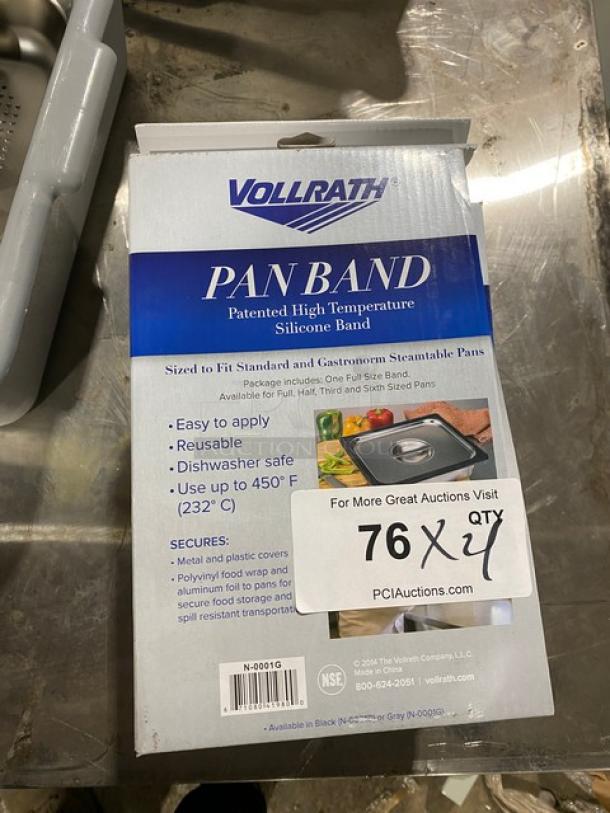 VOLLRATH®
PAN BAND
Patented High Temperature
Silicone Band
Sized to Fit Standard and Gastronorm Steamtable Pans
Package includes: One Full Size Band.
Available for Full, Half, Third and Sixth Sized Pans
• Easy to apply
• Reusable
• Dishwasher safe
• Use up to 450° F
(232° C)
SECURES:
• Metal and plastic covers
• Polyvinyl food wrap and
aluminum foil to pans for
secure food storage and
spill resistant transportati
For More Great Auctions Visit
QTY
76 X 4
PCIAuctions.com
N-0001G
NSF
© 2014 The Vollrath Company, L.L.C.
Made in China
800-624-2051 | vollrath.com
• Available in Black or Gray (N-0001G)